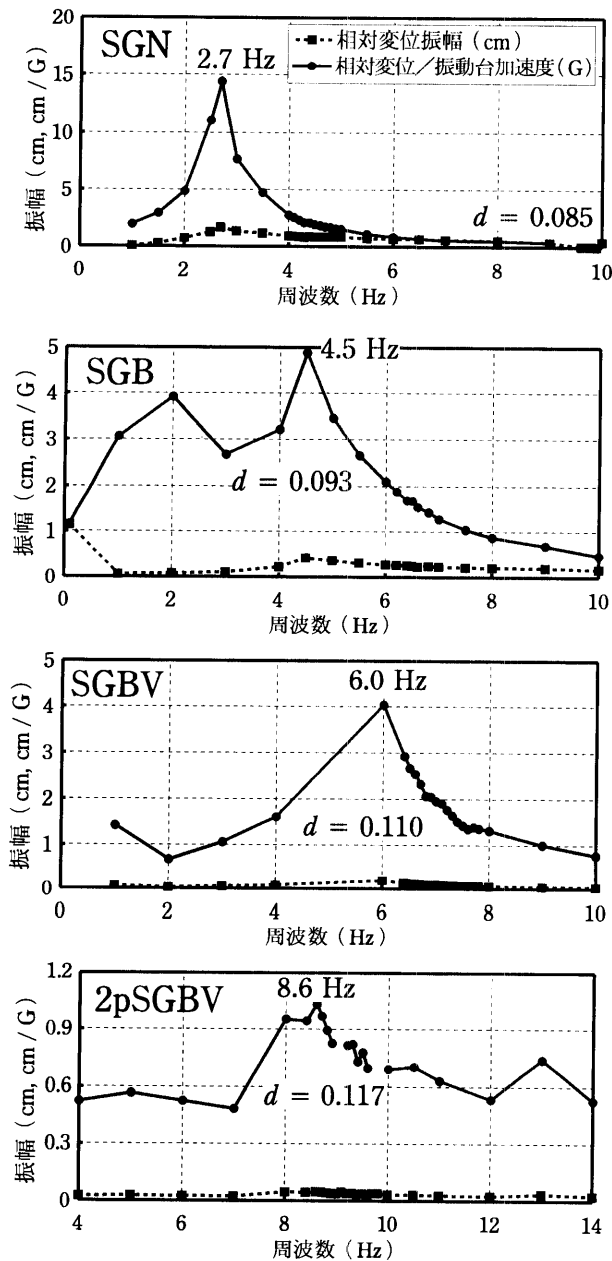 SGN
2.7 Hz
相対変位振幅(cm)
相対変位／振動台加速度(G)
d = 0.085
振幅(cm, cm / G)
20
15
10
5
0
0 2 4 6 8 10
周波数(Hz)
SGB
4.5 Hz
d = 0.093
振幅(cm, cm / G)
5
4
3
2
1
0
0 2 4 6 8 10
周波数(Hz)
SGBV
6.0 Hz
d = 0.110
振幅(cm, cm / G)
5
4
3
2
1
0
0 2 4 6 8 10
周波数(Hz)
2pSGBV
8.6 Hz
d = 0.117
振幅(cm, cm / G)
1.2
0.9
0.6
0.3
0
4 6 8 10 12 14
周波数(Hz)